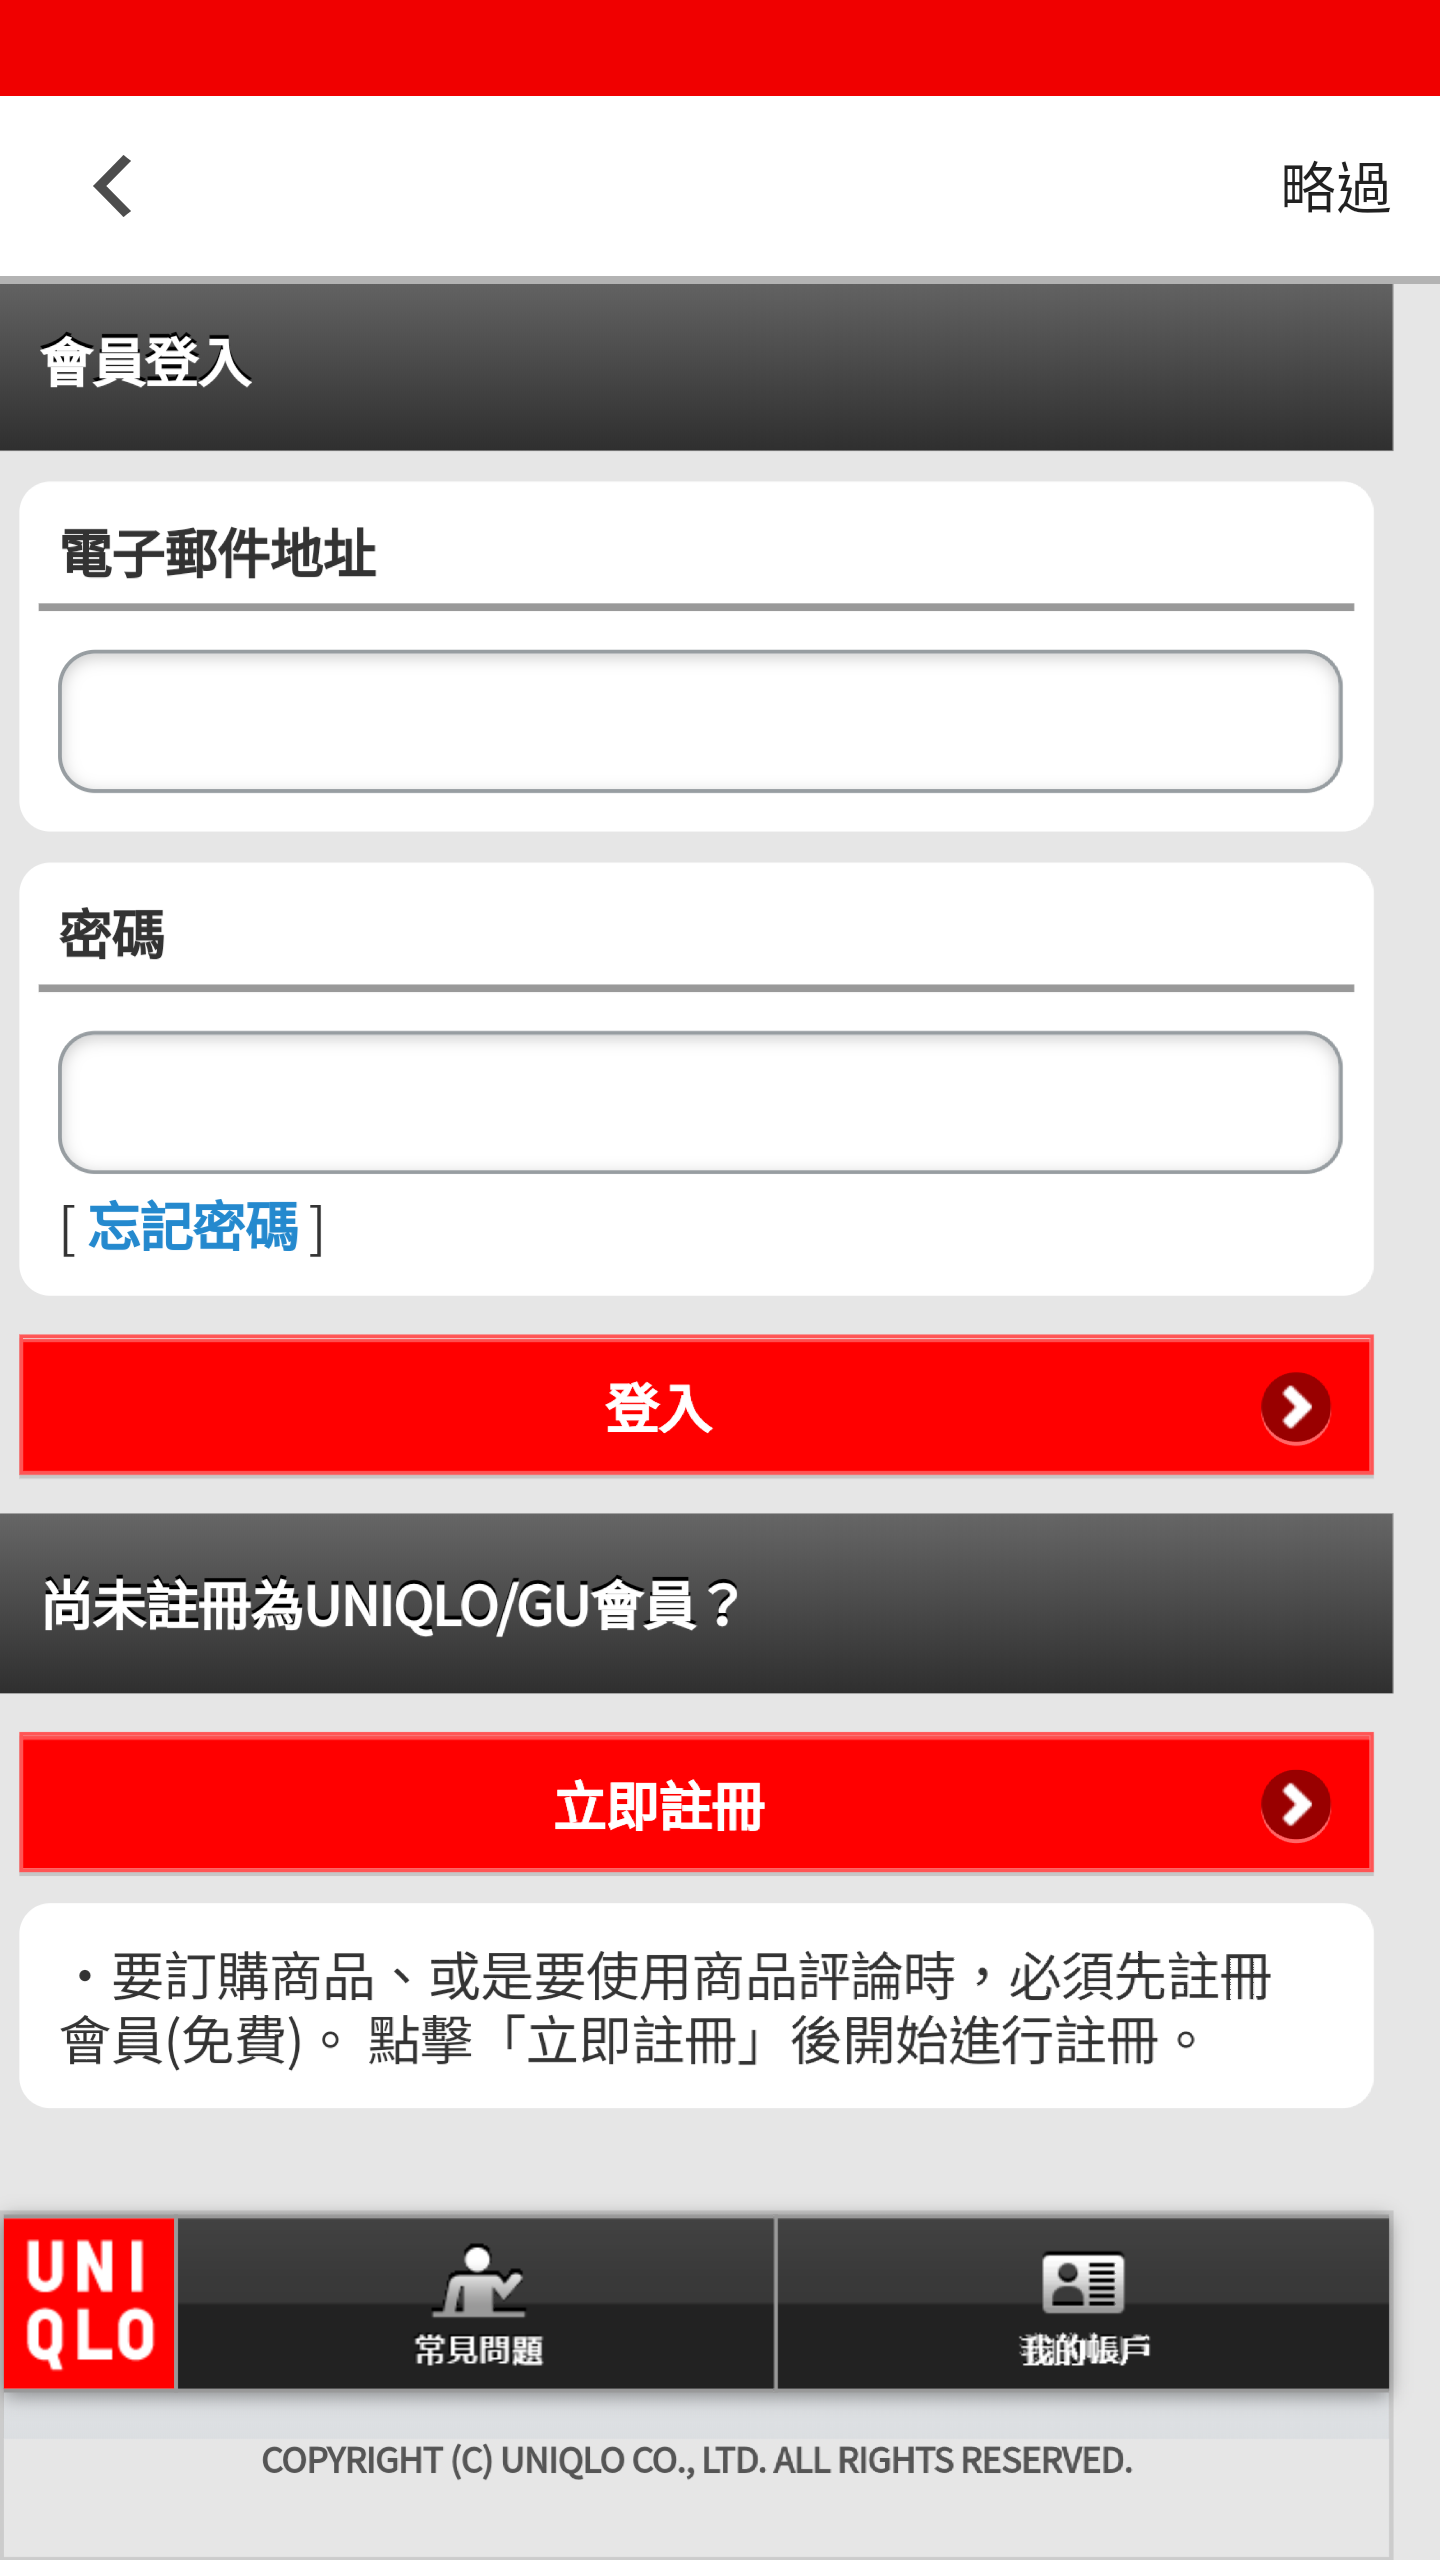 略過
會員登入
電子郵件地址
密碼
[ 忘記密碼 ]
登入
尚未註冊為UNIQLO/GU會員？
立即註冊
・要訂購商品、或是要使用商品評論時，必須先註冊
會員(免費)。 點擊「立即註冊」後開始進行註冊。
UNI
QLO
常見問題
我的帳戶
COPYRIGHT (C) UNIQLO CO., LTD. ALL RIGHTS RESERVED.